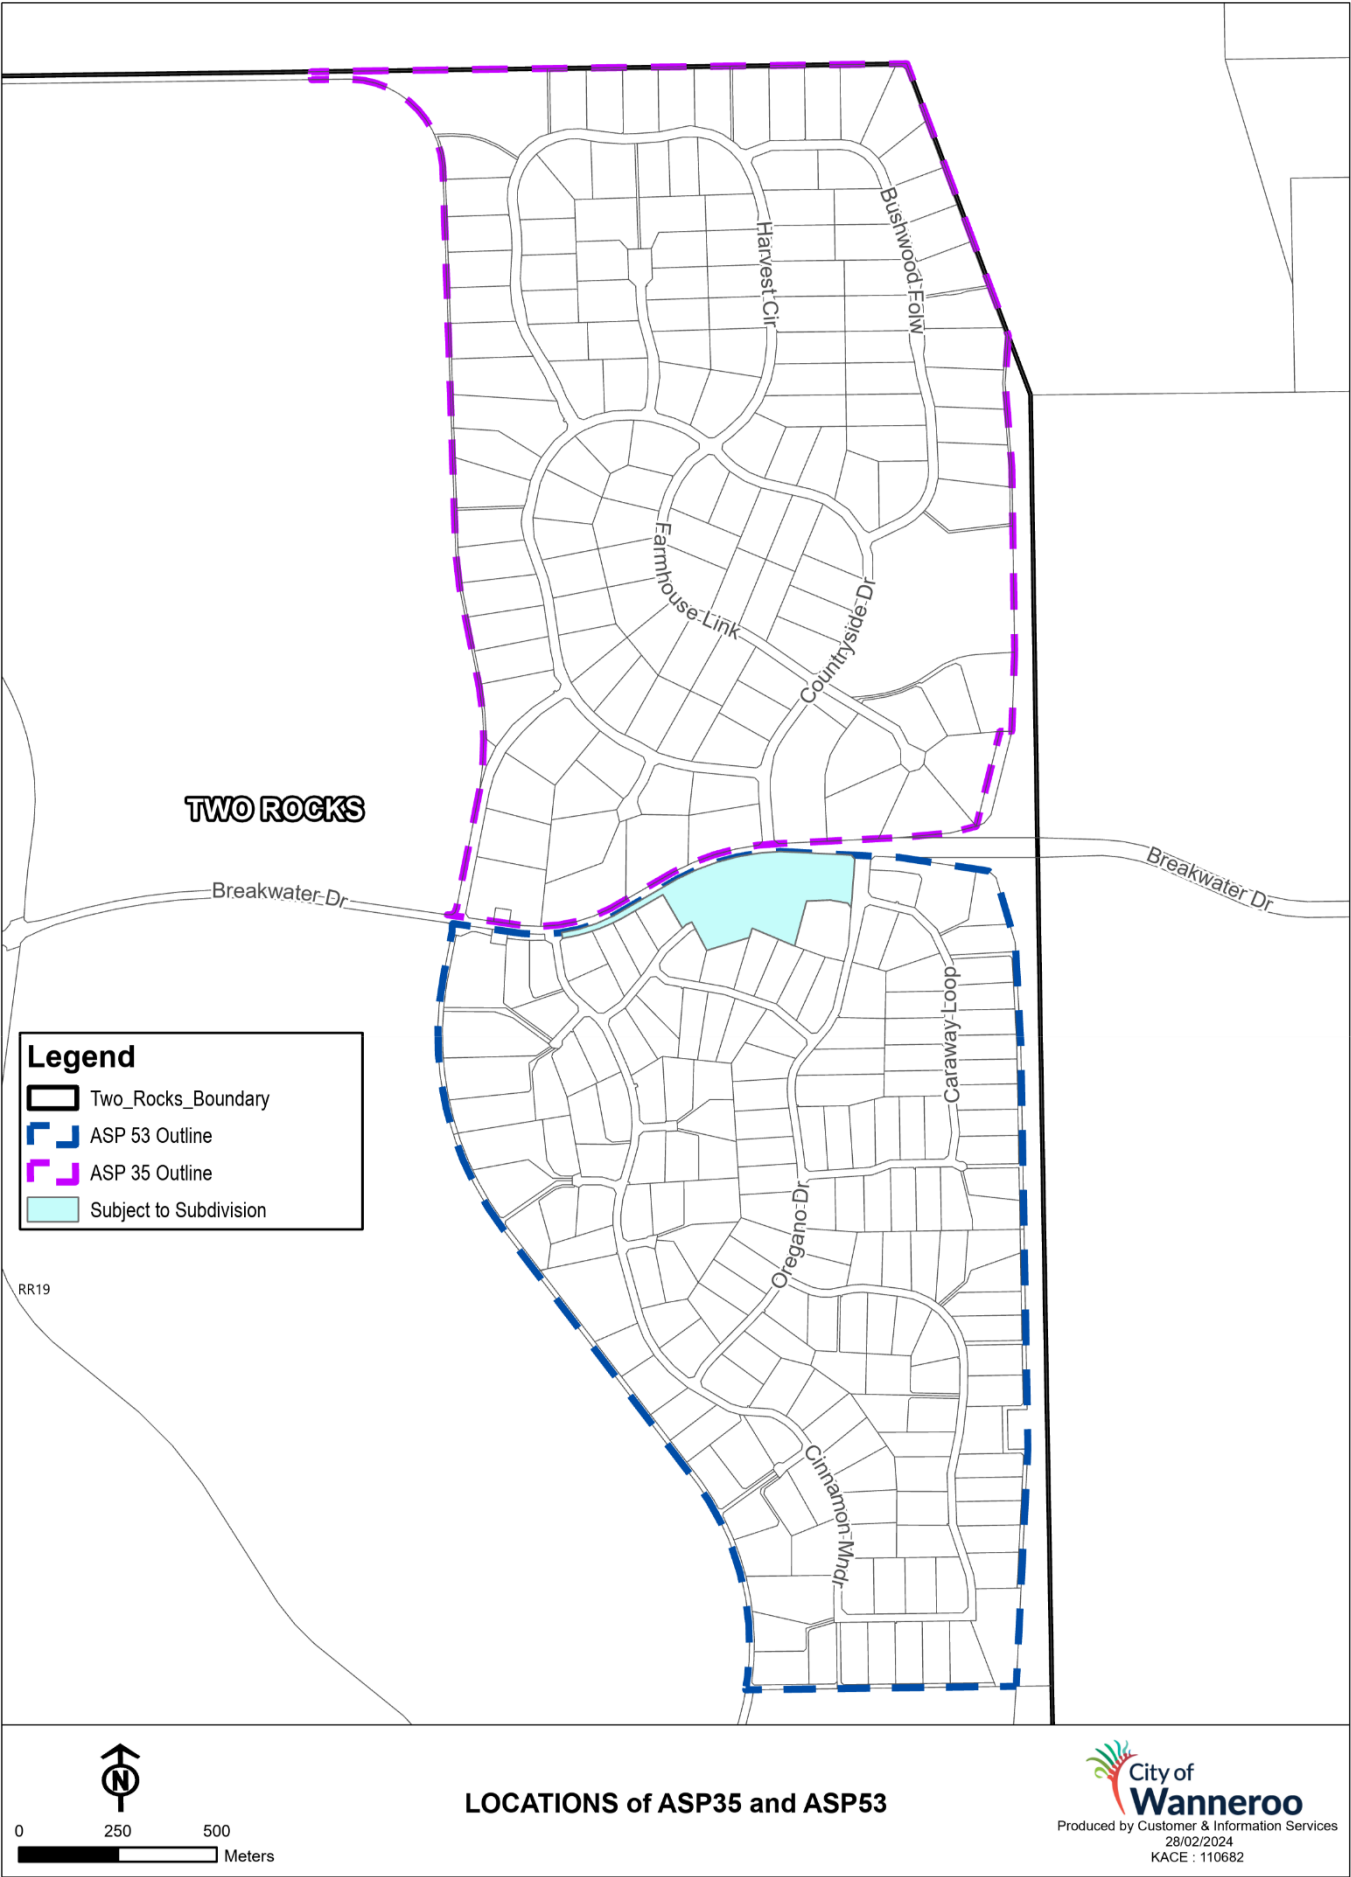 Harvest Cir
Bushwood Folw
Farmhouse Link
Countryside Dr
TWO ROCKS
Breakwater Dr
Breakwater Dr
Caraway Loop
Legend
Two_Rocks_Boundary
ASP 53 Outline
ASP 35 Outline
Subject to Subdivision
Oregano Dr
RR19
Cinnamon Mndr
N
0 250 500
Meters
LOCATIONS of ASP35 and ASP53
City of
Wanneroo
Produced by Customer & Information Services
28/02/2024
KACE : 110682